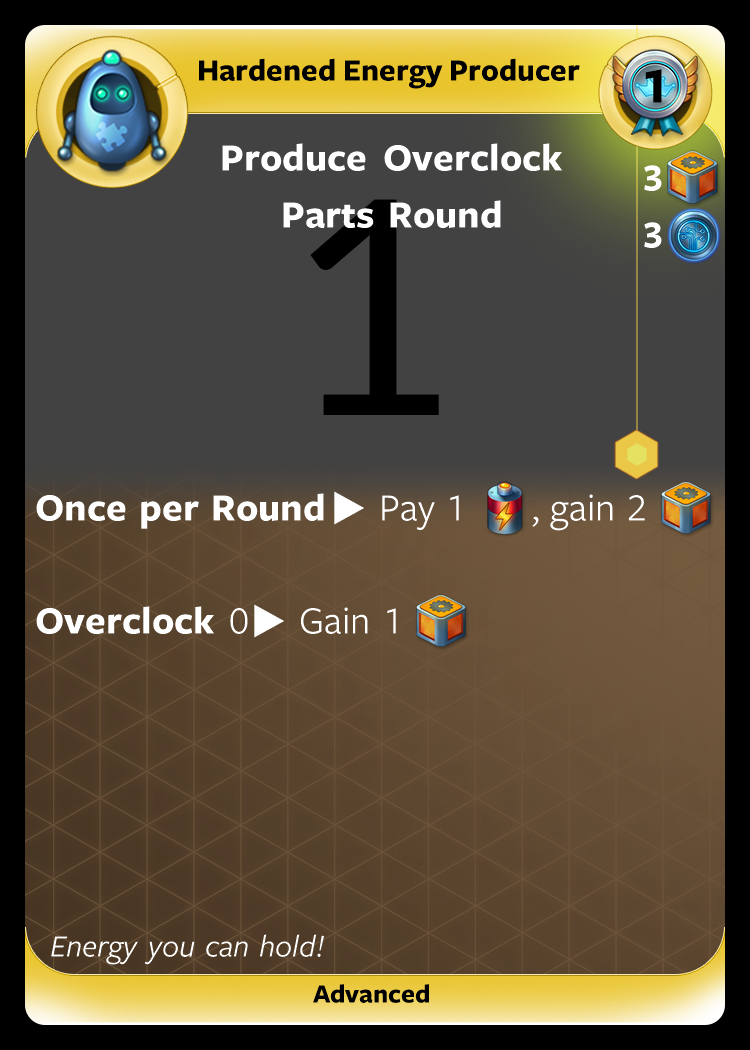 Hardened Energy Producer
1
Produce Overclock
Parts Round
3
3
1
Once per Round▶ Pay 1 , gain 2
Overclock 0▶ Gain 1
Energy you can hold!
Advanced